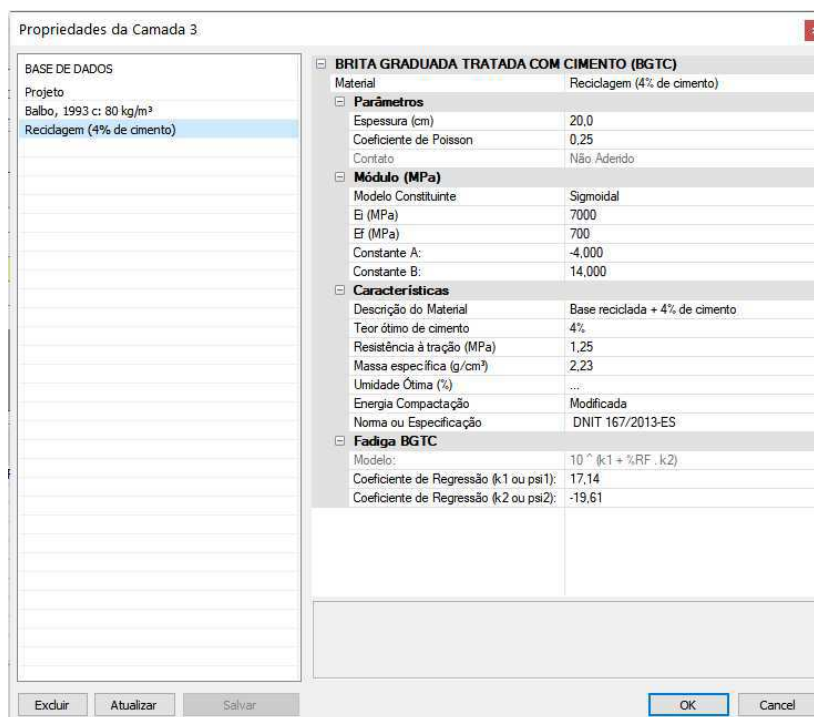 Propriedades da Camada 3
BASE DE DADOS
Projeto
Balbo, 1993 c: 80 kg/m³
Reciclagem (4% de cimento)
BRITA GRADUADA TRATADA COM CIMENTO (BGTC)
Material Reciclagem (4% de cimento)
Parâmetros
Espessura (cm) 20,0
Coeficiente de Poisson 0,25
Contato Não Aderido
Módulo (MPa)
Modelo Constituinte Sigmoidal
Ei (MPa) 7000
Ef (MPa) 700
Constante A: -4,000
Constante B: 14,000
Características
Descrição do Material Base reciclada + 4% de cimento
Teor ótimo de cimento 4%
Resistência à tração (MPa) 1,25
Massa específica (g/cm³) 2,23
Umidade Ótima (%) ...
Energia Compactação Modificada
Norma ou Especificação DNIT 167/2013-ES
Fadiga BGTC
Modelo: 10 ^ (k1 + %RF . k2)
Coeficiente de Regressão (k1 ou psi1): 17,14
Coeficiente de Regressão (k2 ou psi2): -19,61
Excluir Atualizar Salvar OK Cancel